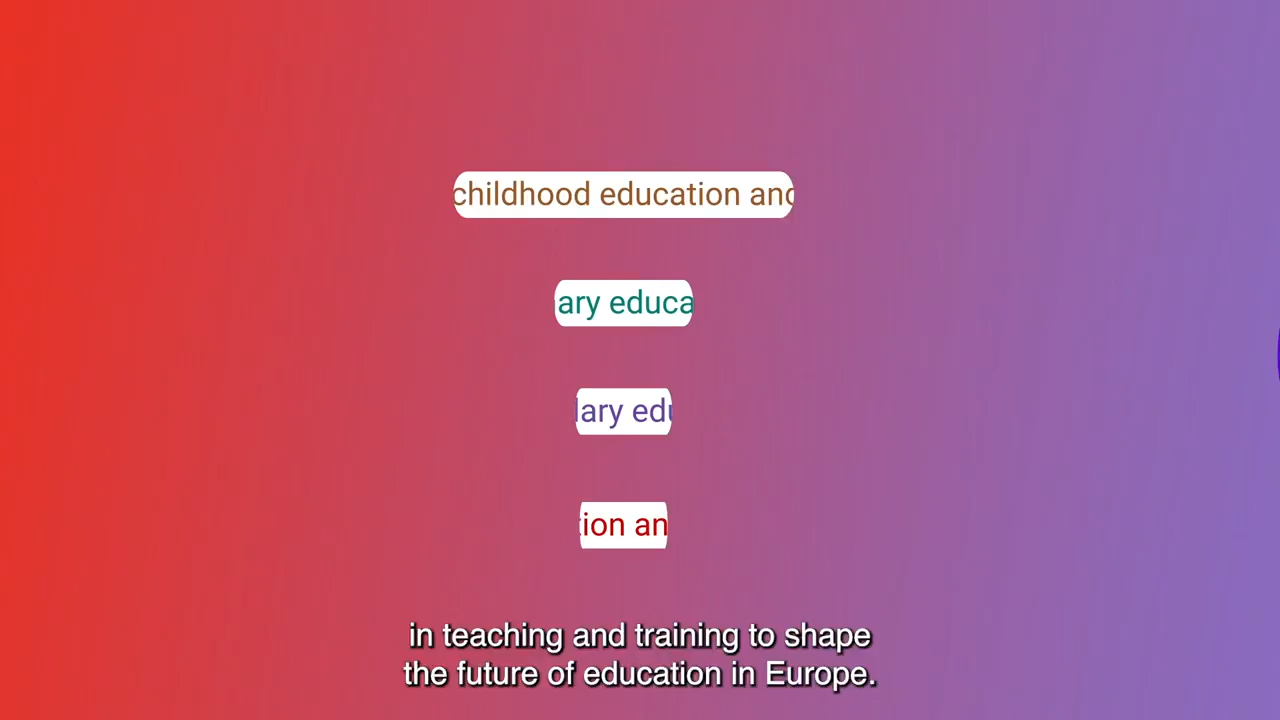 childhood education and
ary educa
dary edu
tion an
in teaching and training to shape
the future of education in Europe.